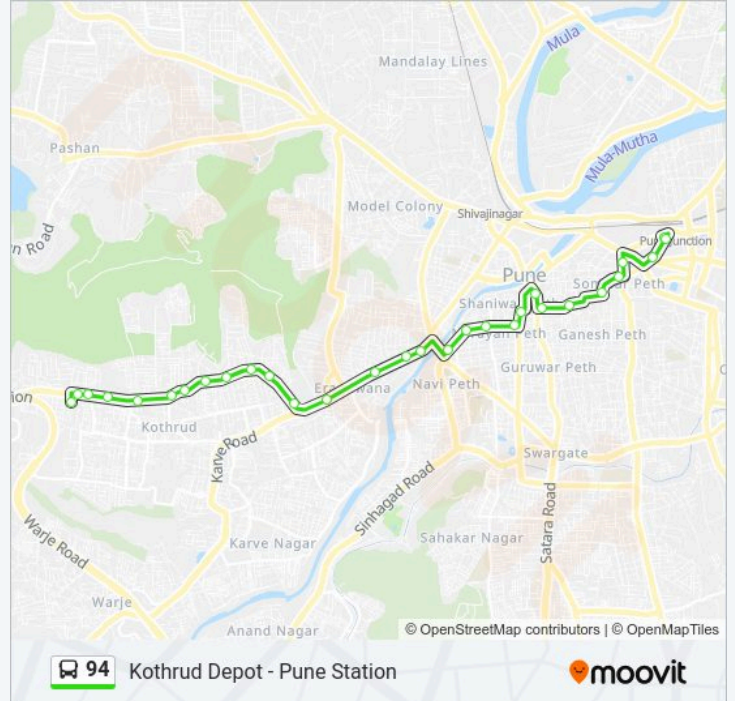 Mula
Mandalay Lines
Mula-Mutha
Pashan
Model Colony
Shivajinagar
n Road
Pune Junction
Pune
Shaniwa
Ganesh Peth
Guruwar Peth
Navi Peth
ion
Kothrud
Karve Road
Swargate
Sinhagad Road
Satara Road
Warje Road
Karve Nagar
Sahakar Nagar
Warje
Anand Nagar
© OpenStreetMap contributors | © OpenMapTiles
94 Kothrud Depot - Pune Station
moovit